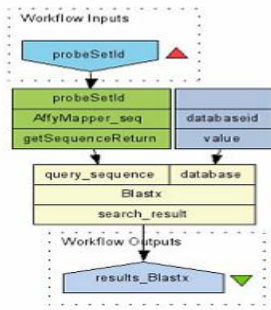 Workflow Inputs
probeSetId
probeSetId
AffyMapper_seq
getSequenceReturn
databaseid
value
query_sequence database
Blastx
search_result
Workflow Outputs
results_Blastx